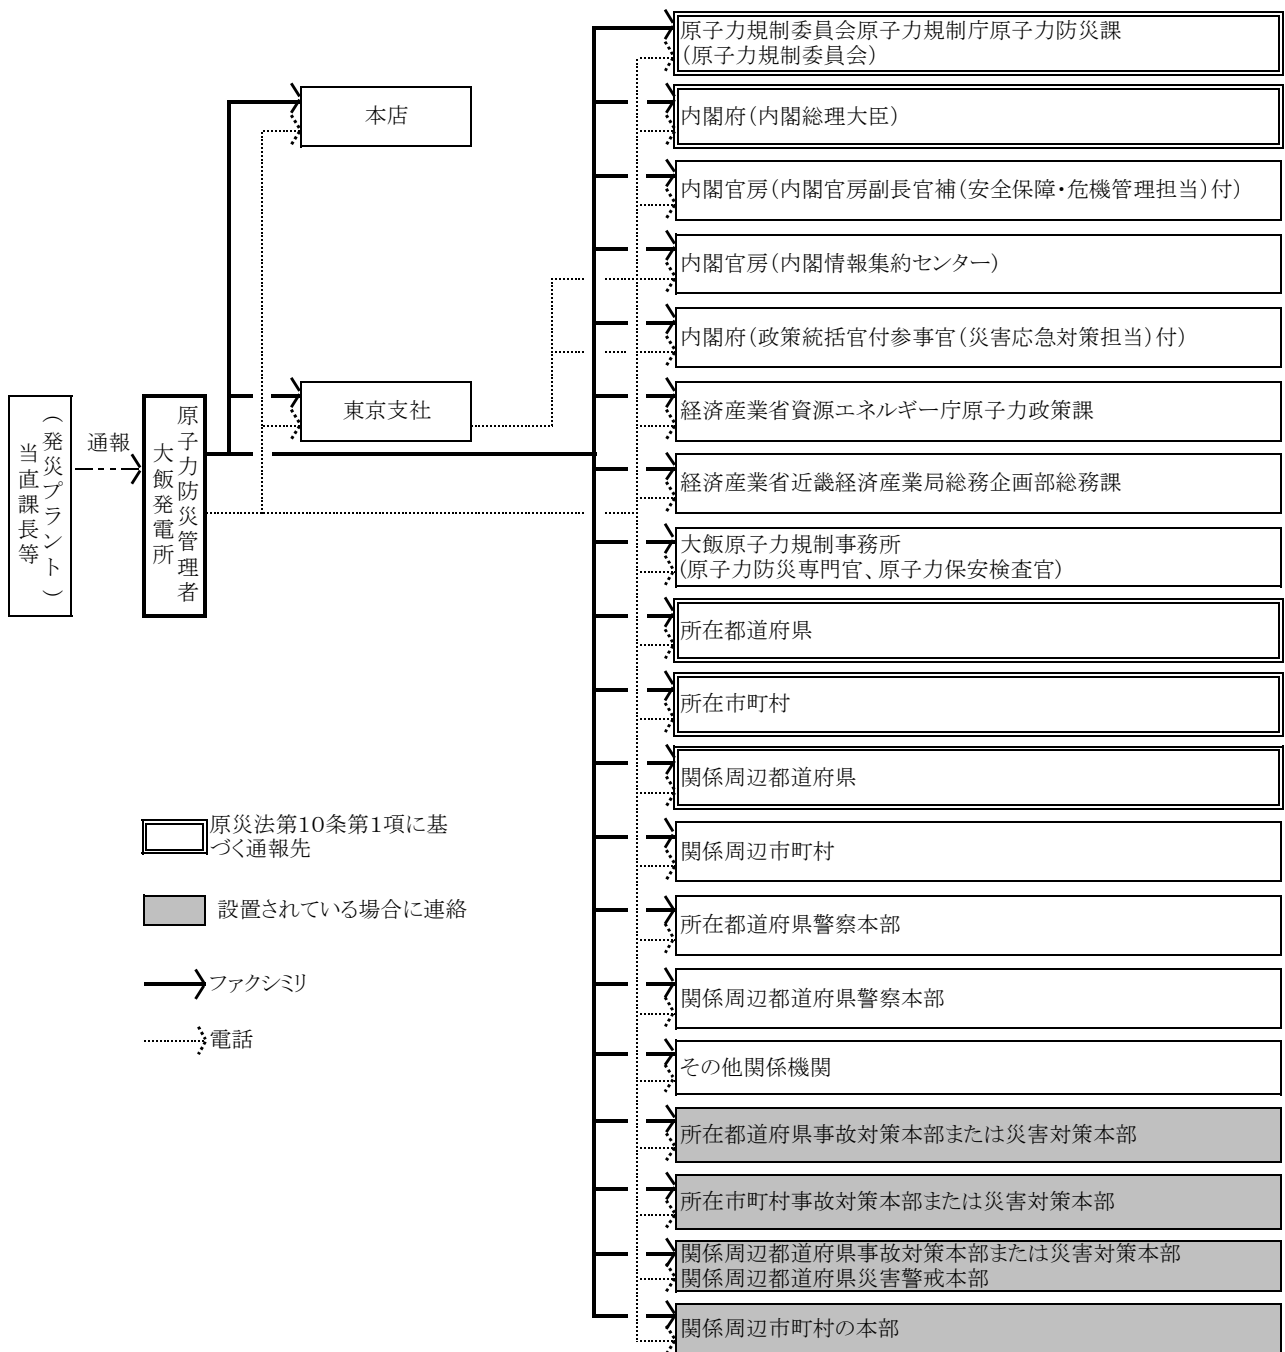 (発災プラント)
当直課長等
通報
原子力防災管理者
大飯発電所
本店
東京支社
原子力規制委員会原子力規制庁原子力防災課
(原子力規制委員会)
内閣府(内閣総理大臣)
内閣官房(内閣官房副長官補(安全保障・危機管理担当)付)
内閣官房(内閣情報集約センター)
内閣府(政策統括官付参事官(災害応急対策担当)付)
経済産業省資源エネルギー庁原子力政策課
経済産業省近畿経済産業局総務企画部総務課
大飯原子力規制事務所
(原子力防災専門官、原子力保安検査官)
所在都道府県
所在市町村
関係周辺都道府県
関係周辺市町村
所在都道府県警察本部
関係周辺都道府県警察本部
その他関係機関
所在都道府県事故対策本部または災害対策本部
所在市町村事故対策本部または災害対策本部
関係周辺都道府県事故対策本部または災害対策本部
関係周辺都道府県災害警戒本部
関係周辺市町村の本部
原災法第10条第1項に基
づく通報先
設置されている場合に連絡
ファクシミリ
電話